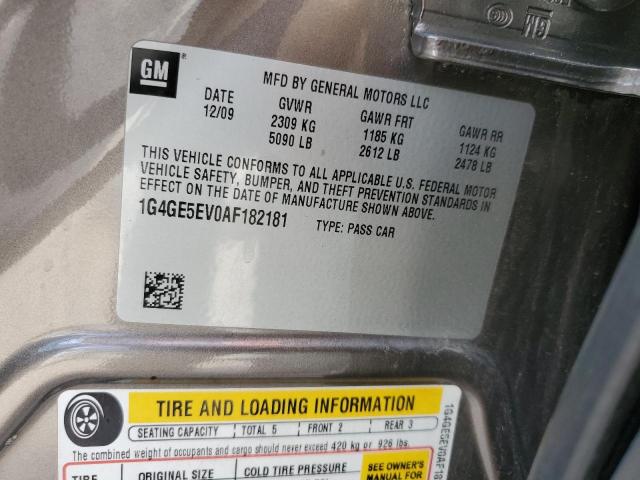 GM ®
MFD BY GENERAL MOTORS LLC
DATE GVWR GAWR FRT GAWR RR
12/09 2309 KG 1185 KG 1124 KG
5090 LB 2612 LB 2478 LB
THIS VEHICLE CONFORMS TO ALL APPLICABLE U.S. FEDERAL MOTOR
VEHICLE SAFETY, BUMPER, AND THEFT PREVENTION STANDARDS IN
EFFECT ON THE DATE OF MANUFACTURE SHOWN ABOVE.
1G4GE5EV0AF182181 TYPE: PASS CAR
TIRE AND LOADING INFORMATION
SEATING CAPACITY TOTAL 5 FRONT 2 REAR 3
The combined weight of occupants and cargo should never exceed 420 kg or 926 lbs.
TIRE ORIGINAL SIZE COLD TIRE PRESSURE
SEE OWNER'S
MANUAL FOR
1G4GE5EV0AF18
GM